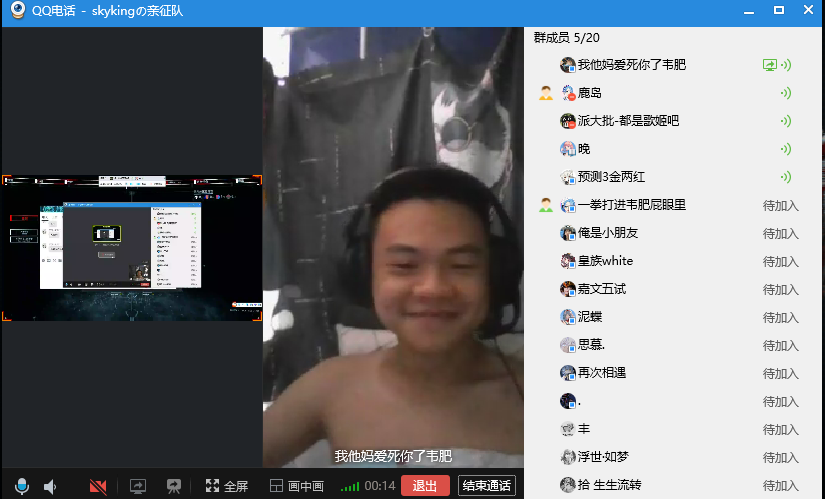 QQ电话 - skykingの亲征队
群成员 5/20
我他妈爱死你了韦肥
鹿岛
派大批-都是歌姬吧
晚
预测3金两红
一拳打进韦肥屁眼里 待加入
俺是小朋友 待加入
皇族white 待加入
嘉文五试 待加入
泥蝶 待加入
思慕. 待加入
再次相遇 待加入
. 待加入
丰 待加入
浮世·如梦 待加入
拾 生生流转 待加入
我他妈爱死你了韦肥
全屏 画中画 00:14 退出 结束通话